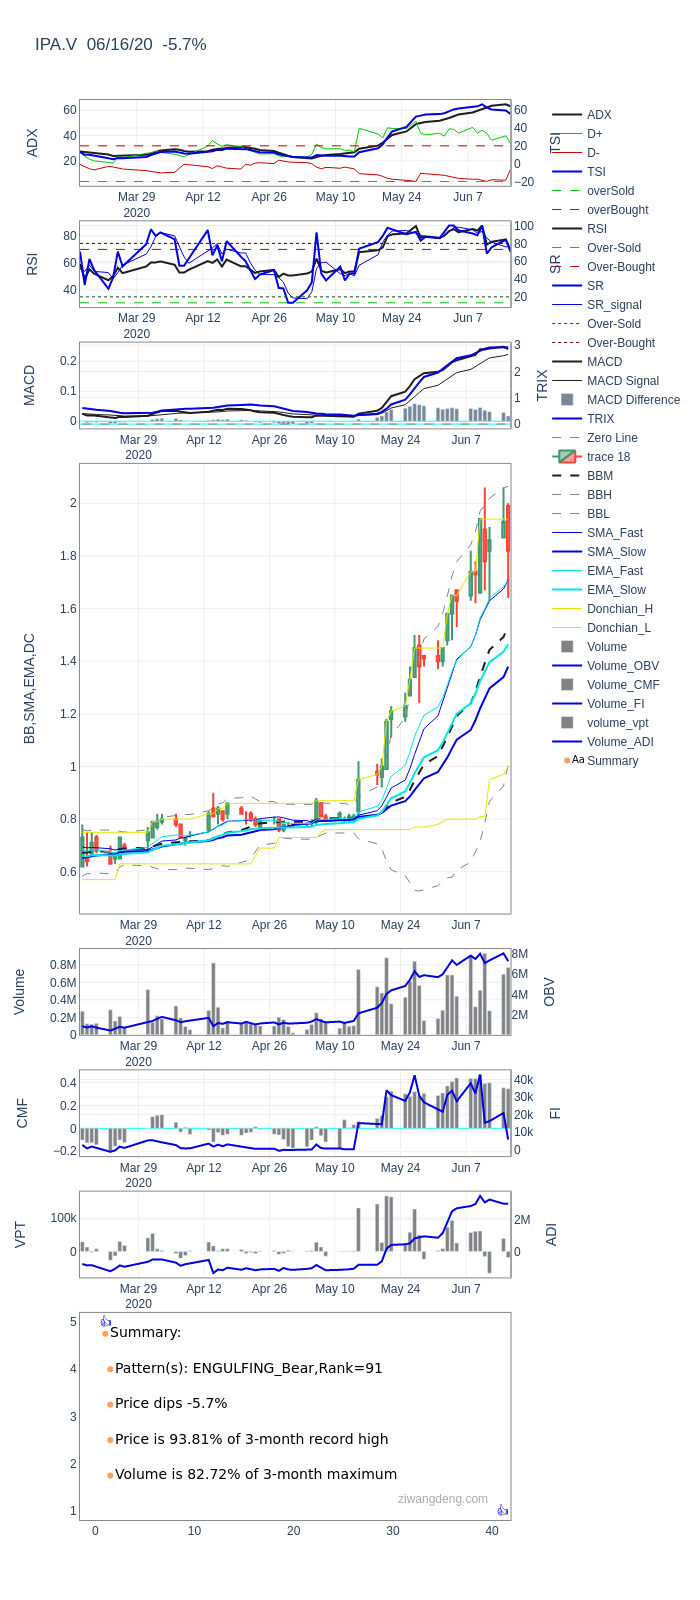 IPA.V  06/16/20  -5.7%
ADX
60
40
20
60
40
20
0
−20
TSI
Mar 29
2020
Apr 12
Apr 26
May 10
May 24
Jun 7
RSI
80
60
40
100
80
60
40
20
SR
Mar 29
2020
Apr 12
Apr 26
May 10
May 24
Jun 7
MACD
0.2
0.1
0
3
2
1
0
TRIX
Mar 29
2020
Apr 12
Apr 26
May 10
May 24
Jun 7
BB,SMA,EMA,DC
2
1.8
1.6
1.4
1.2
1
0.8
0.6
Mar 29
2020
Apr 12
Apr 26
May 10
May 24
Jun 7
Volume
0.8M
0.6M
0.4M
0.2M
0
8M
6M
4M
2M
OBV
Mar 29
2020
Apr 12
Apr 26
May 10
May 24
Jun 7
CMF
0.4
0.2
0
−0.2
40k
30k
20k
10k
0
FI
Mar 29
2020
Apr 12
Apr 26
May 10
May 24
Jun 7
VPT
100k
0
2M
0
ADI
Mar 29
2020
Apr 12
Apr 26
May 10
May 24
Jun 7
5
4
3
2
1
0
10
20
30
40
Summary:
Pattern(s): ENGULFING_Bear,Rank=91
Price dips -5.7%
Price is 93.81% of 3-month record high
Volume is 82.72% of 3-month maximum
ziwangdeng.com
ADX
D+
D-
TSI
overSold
overBought
RSI
Over-Sold
Over-Bought
SR
SR_signal
Over-Sold
Over-Bought
MACD
MACD Signal
MACD Difference
TRIX
Zero Line
trace 18
BBM
BBH
BBL
SMA_Fast
SMA_Slow
EMA_Fast
EMA_Slow
Donchian_H
Donchian_L
Volume
Volume_OBV
Volume_CMF
Volume_FI
volume_vpt
Volume_ADI
Aa Summary